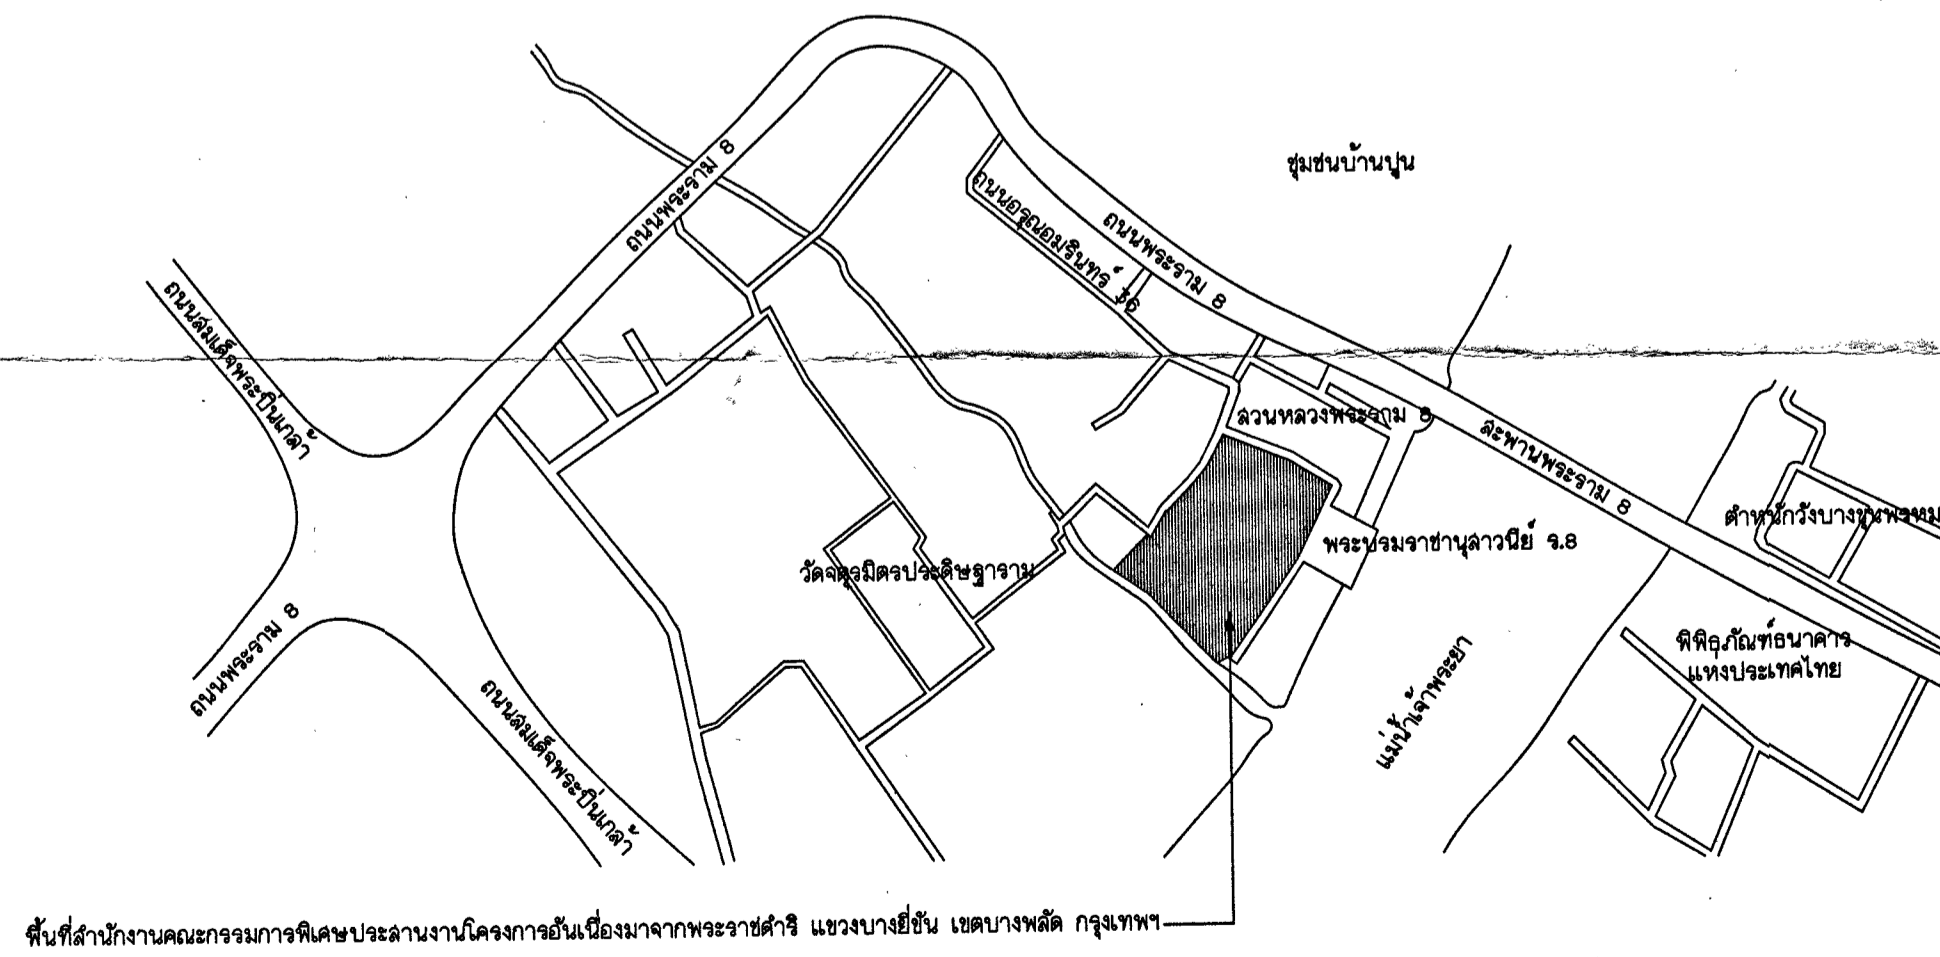 ชุมชนบ้านปูน
ถนนพระราม 8
ถนนอรุณอมรินทร์ 36
ถนนพระราม 8
ถนนสมเด็จพระปิ่นเกล้า
สวนหลวงพระราม 8
สะพานพระราม 8
ตำหนักวังบางขุนพรหม
พระบรมราชานุสาวรีย์ ร.8
วัดจตุรมิตรประดิษฐาราม
ถนนพระราม 8
พิพิธภัณฑ์ธนาคาร
แห่งประเทศไทย
แม่น้ำเจ้าพระยา
ถนนสมเด็จพระปิ่นเกล้า
พื้นที่สำนักงานคณะกรรมการพิเศษประสานงานโครงการอันเนื่องมาจากพระราชดำริ แขวงบางยี่ขัน เขตบางพลัด กรุงเทพฯ